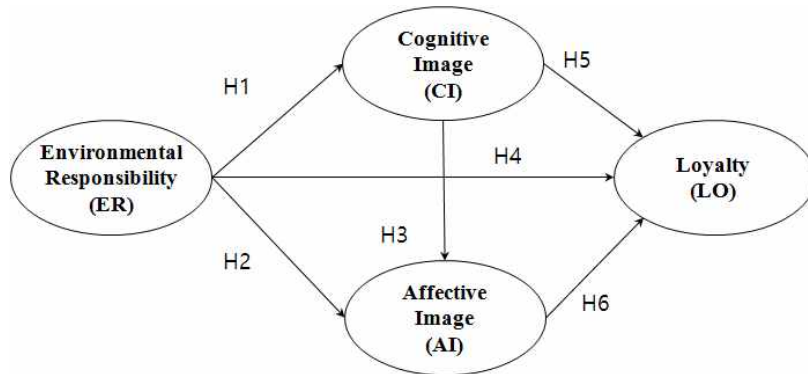 Cognitive
Image
(CI)
H5
H1
Environmental
Responsibility
(ER)
H4
Loyalty
(LO)
H2
H3
Affective
Image
(AI)
H6